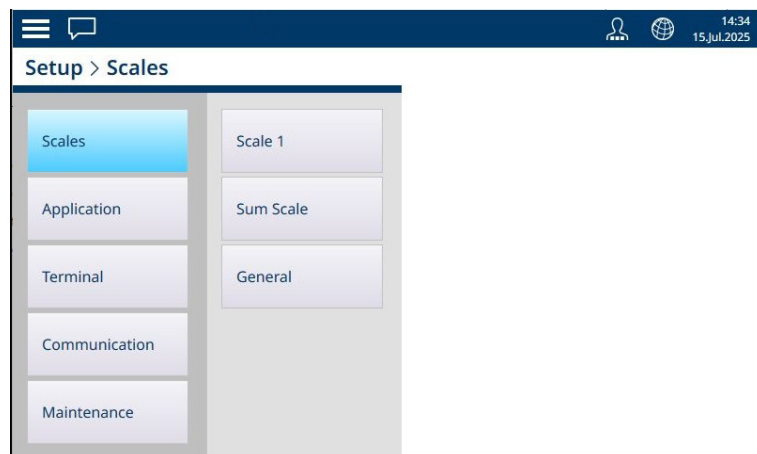 14:34
15.Jul.2025
Setup > Scales
Scales
Scale 1
Application
Sum Scale
Terminal
General
Communication
Maintenance